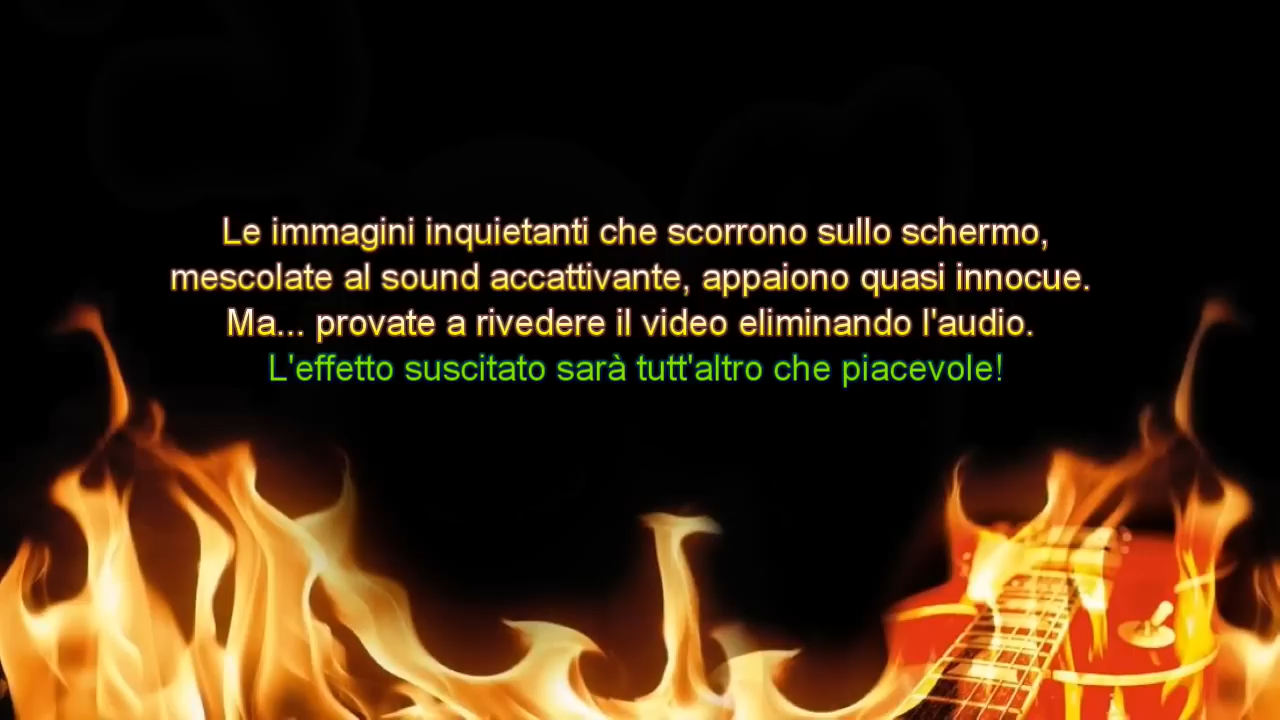 Le immagini inquietanti che scorrono sullo schermo,
mescolate al sound accattivante, appaiono quasi innocue.
Ma... provate a rivedere il video eliminando l'audio.
L'effetto suscitato sarà tutt'altro che piacevole!